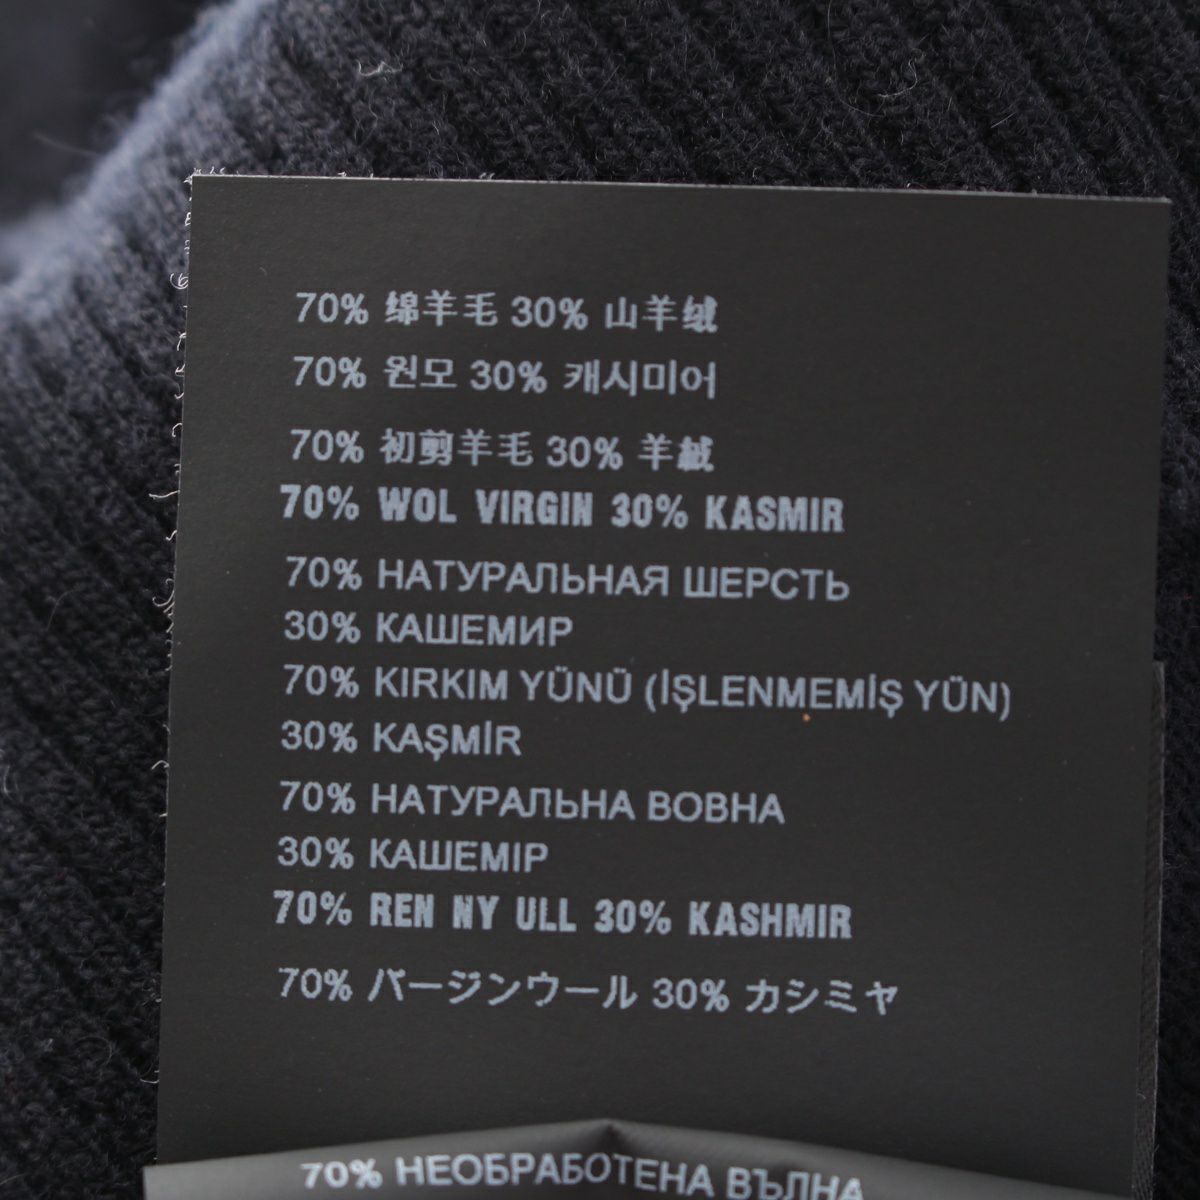 70% 绵羊毛 30% 山羊绒
70% 원모 30% 캐시미어
70% 初剪羊毛 30% 羊絨
70% WOL VIRGIN 30% KASMIR
70% НАТУРАЛЬНАЯ ШЕРСТЬ
30% КАШЕМИР
70% KIRKIM YÜNÜ (İŞLENMEMİŞ YÜN)
30% KAŞMİR
70% НАТУРАЛЬНА ВОВНА
30% КАШЕМІР
70% REN NY ULL 30% KASHMIR
70% バージンウール 30% カシミヤ
70% НЕОБРАБОТЕНА ВЪЛНА